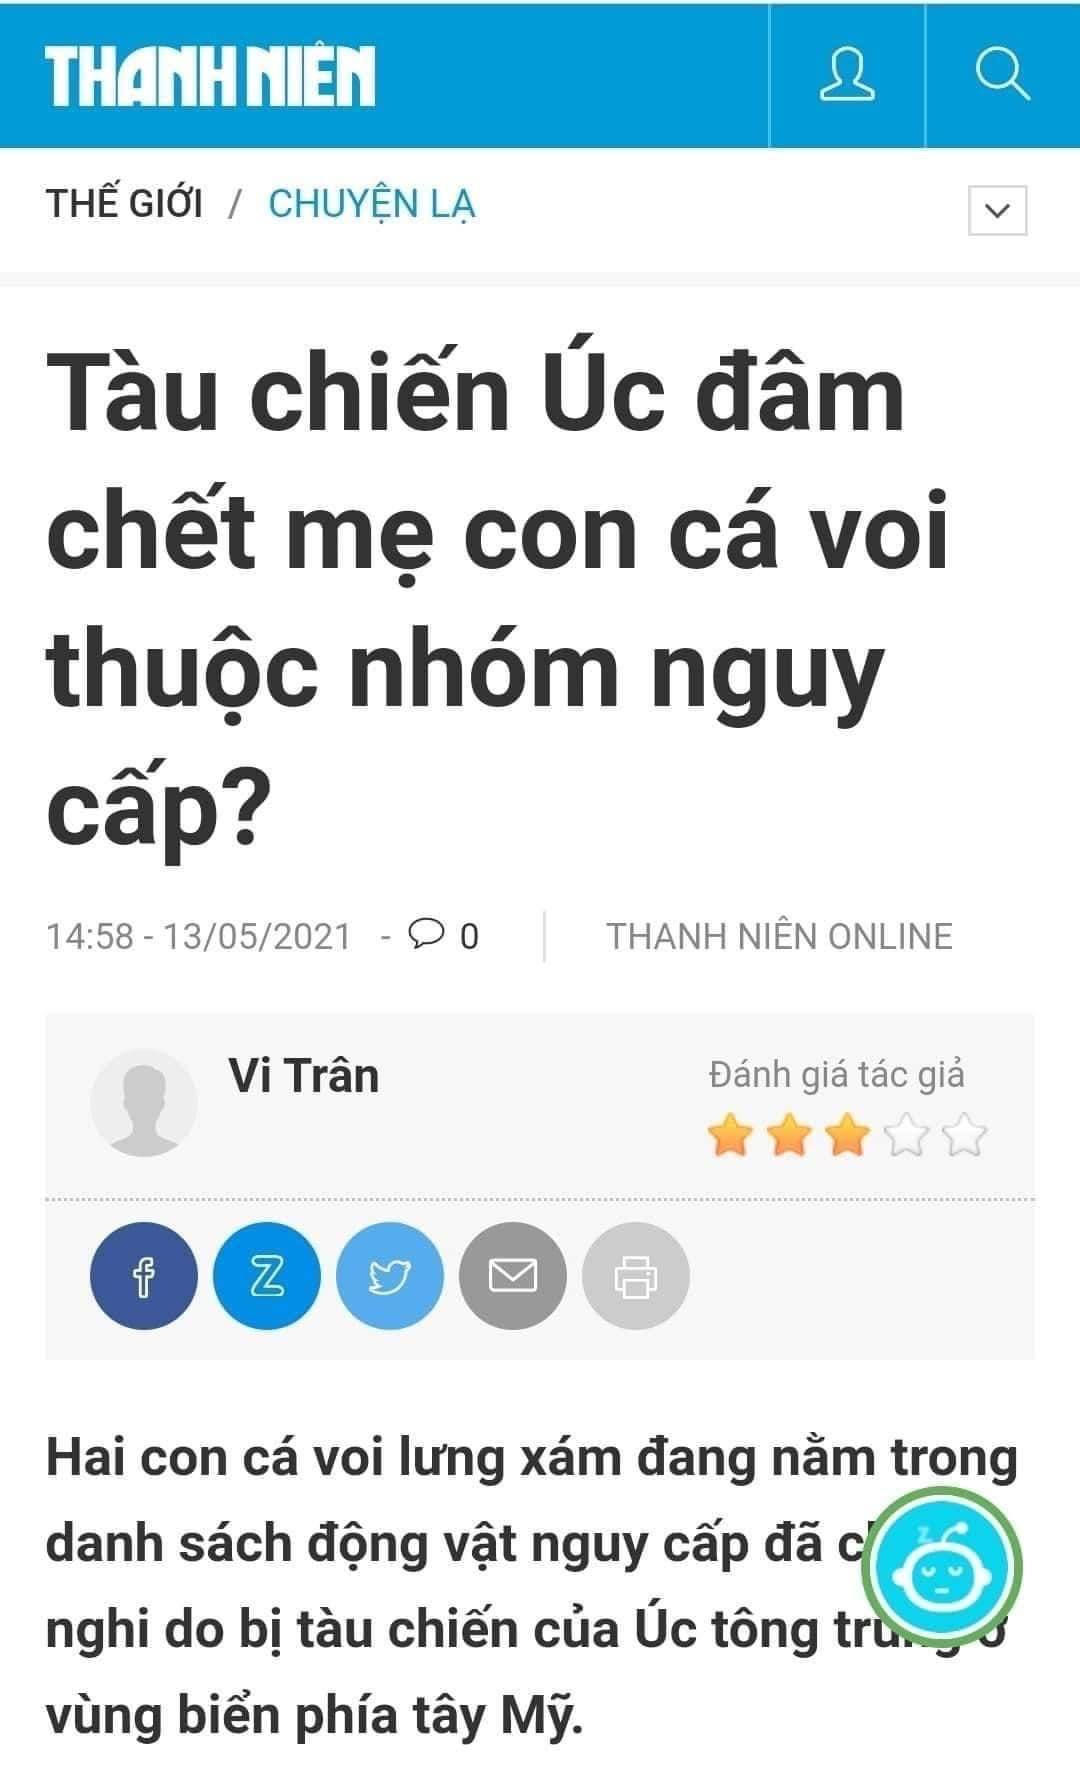 THANH NIÊN
THẾ GIỚI / CHUYỆN LẠ
Tàu chiến Úc đâm
chết mẹ con cá voi
thuộc nhóm nguy
cấp?
14:58 - 13/05/2021 - 0 THANH NIÊN ONLINE
Vi Trân
Đánh giá tác giả
Hai con cá voi lưng xám đang nằm trong
danh sách động vật nguy cấp đã
nghi do bị tàu chiến của Úc tông trúng ở
vùng biển phía tây Mỹ.